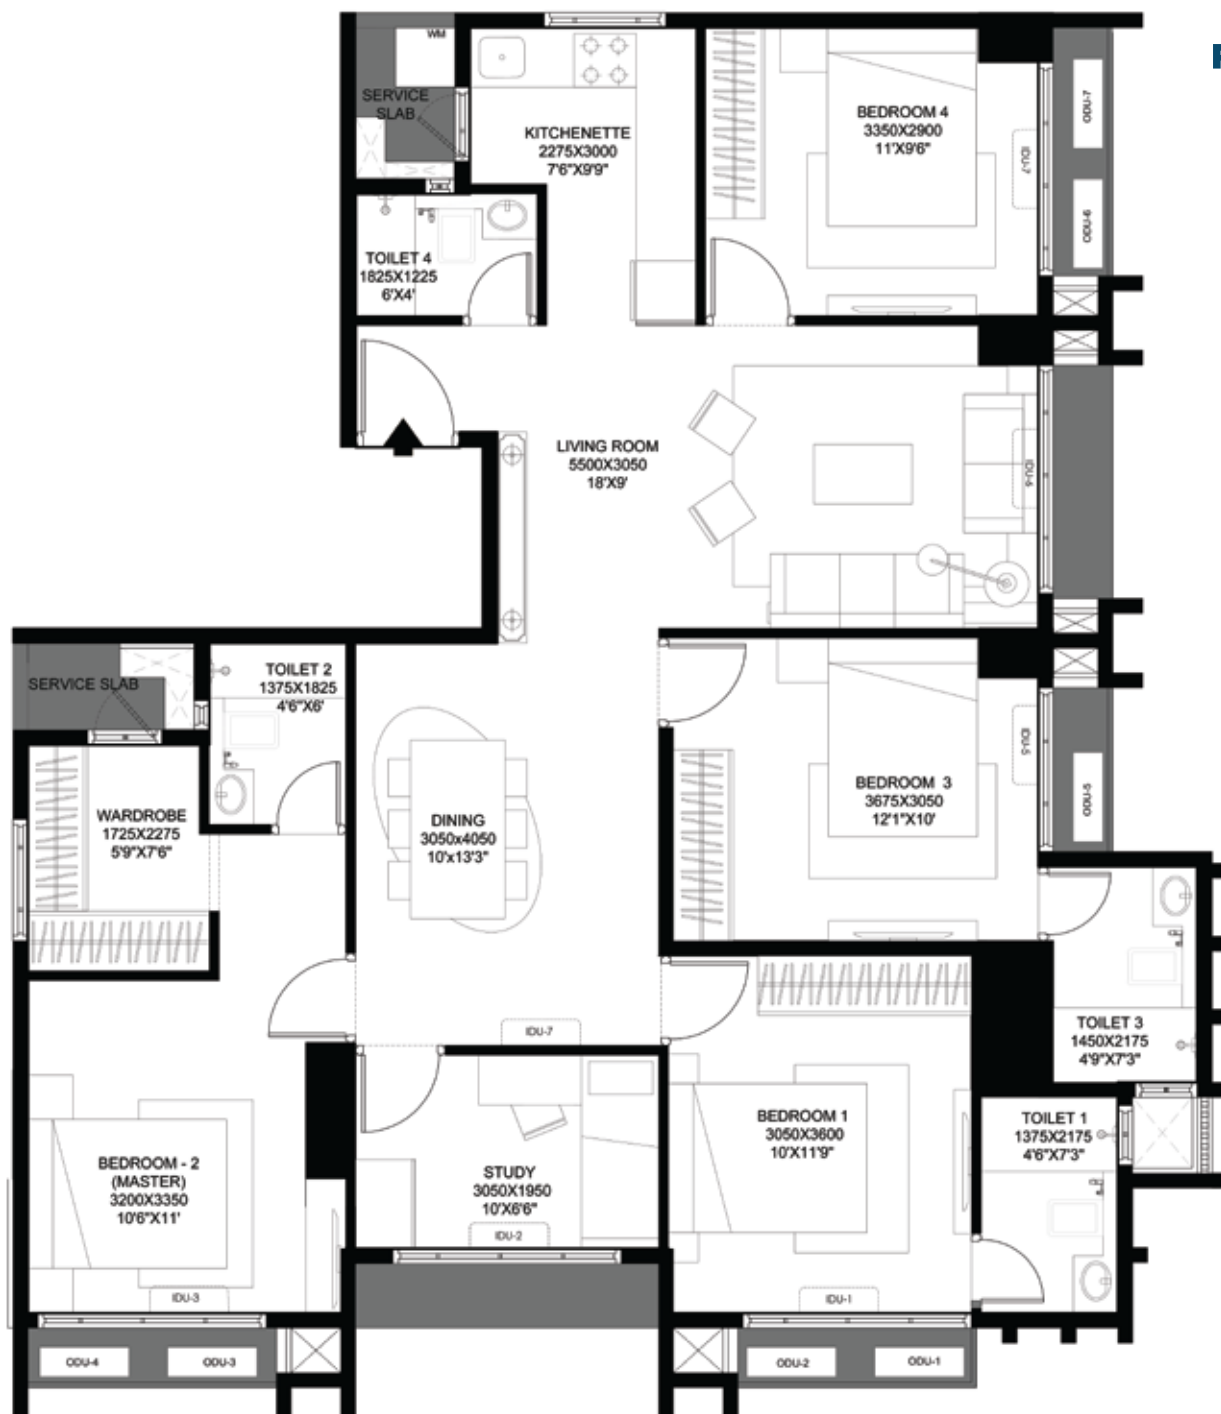 WM
SERVICE
SLAB
KITCHENETTE
2275X3000
7'6"X9'9"
BEDROOM 4
3350X2900
11'X9'6"
IDU-7
ODU-7
ODU-6
TOILET 4
1825X1225
6'X4'
LIVING ROOM
5500X3050
18'X9'
IDU-6
SERVICE SLAB
TOILET 2
1375X1825
4'6"X6'
WARDROBE
1725X2275
5'9"X7'6"
DINING
3050x4050
10'x13'3"
BEDROOM 3
3675X3050
12'1"X10'
IDU-5
ODU-5
IDU-7
TOILET 3
1450X2175
4'9"X7'3"
BEDROOM - 2
(MASTER)
3200X3350
10'6"X11'
STUDY
3050X1950
10'X6'6"
IDU-2
BEDROOM 1
3050X3600
10'X11'9"
TOILET 1
1375X2175
4'6"X7'3"
IDU-3
IDU-1
ODU-4
ODU-3
ODU-2
ODU-1